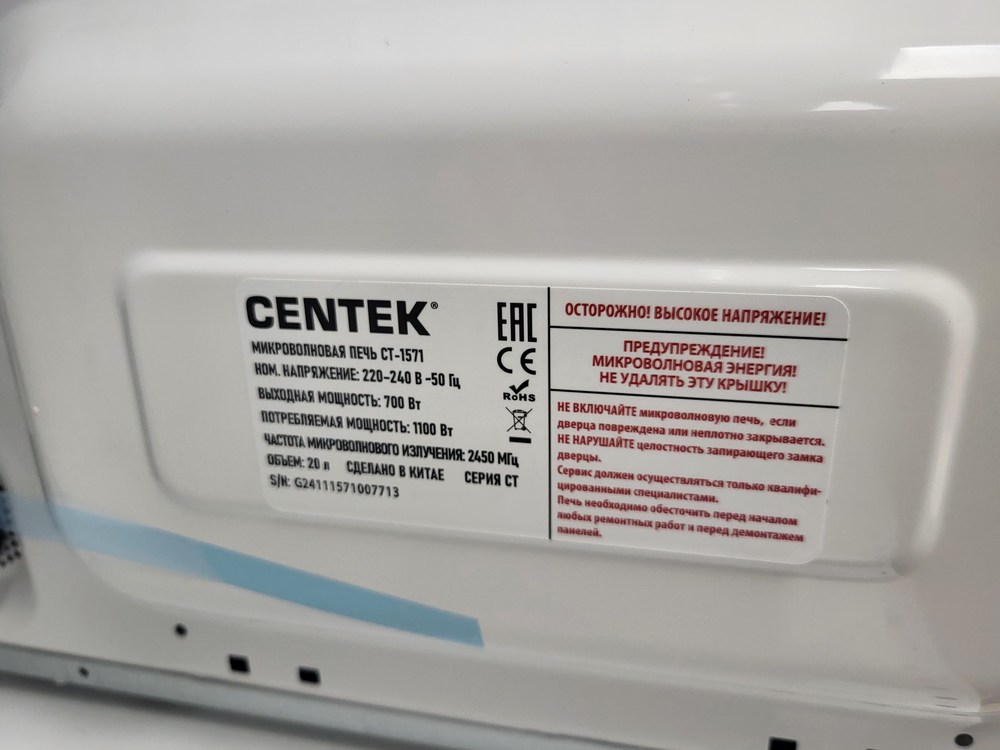 CENTEK®
МИКРОВОЛНОВАЯ ПЕЧЬ CT-1571
НОМ. НАПРЯЖЕНИЕ: 220-240 В ~50 Гц
ВЫХОДНАЯ МОЩНОСТЬ: 700 Вт
ПОТРЕБЛЯЕМАЯ МОЩНОСТЬ: 1100 Вт
ЧАСТОТА МИКРОВОЛНОВОГО ИЗЛУЧЕНИЯ: 2450 МГц
ОБЪЕМ: 20 л СДЕЛАНО В КИТАЕ СЕРИЯ СТ
S/N: G24111571007713
EAC
CE
RoHS
ОСТОРОЖНО! ВЫСОКОЕ НАПРЯЖЕНИЕ!
ПРЕДУПРЕЖДЕНИЕ!
МИКРОВОЛНОВАЯ ЭНЕРГИЯ!
НЕ УДАЛЯТЬ ЭТУ КРЫШКУ!
НЕ ВКЛЮЧАЙТЕ микроволновую печь, если
дверца повреждена или неплотно закрывается.
НЕ НАРУШАЙТЕ целостность запирающего замка
дверцы.
Сервис должен осуществляться только квалифи-
цированными специалистами.
Печь необходимо обесточить перед началом
любых ремонтных работ и перед демонтажем
панелей.